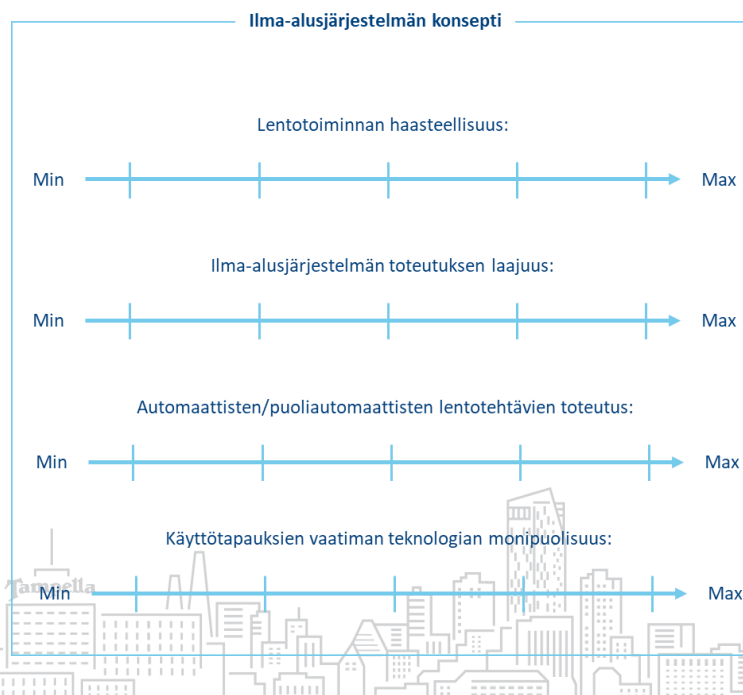 Ilma-alusjärjestelmän konsepti
Lentotoiminnan haasteellisuus:
Min Max
Ilma-alusjärjestelmän toteutuksen laajuus:
Min Max
Automaattisten/puoliautomaattisten lentotehtävien toteutus:
Min Max
Käyttötapauksien vaatiman teknologian monipuolisuus:
Tampella
Min Max